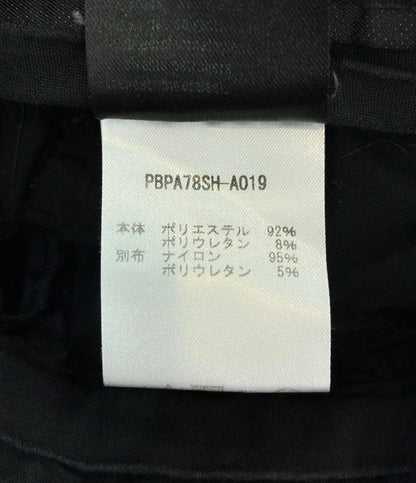 PBPA78SH-A019
本体 ポリエステル 92%
ポリウレタン 8%
別布 ナイロン 95%
ポリウレタン 5%